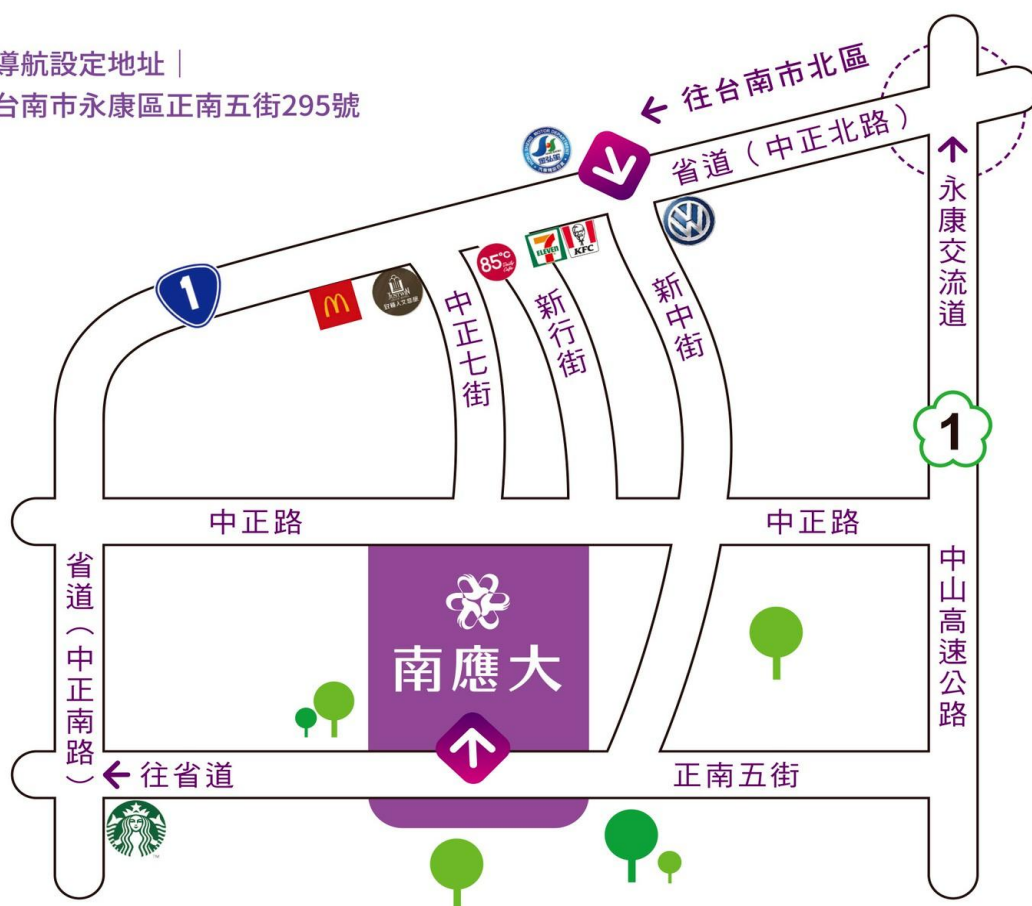 導航設定地址｜
台南市永康區正南五街295號
← 往台南市北區
省道（中正北路）
永康交流道
1
85°C
7
ELEVEN
KFC
中正七街
新行街
新中街
1
中正路
中正路
省道（中正南路）
中山高速公路
南應大
← 往省道
正南五街